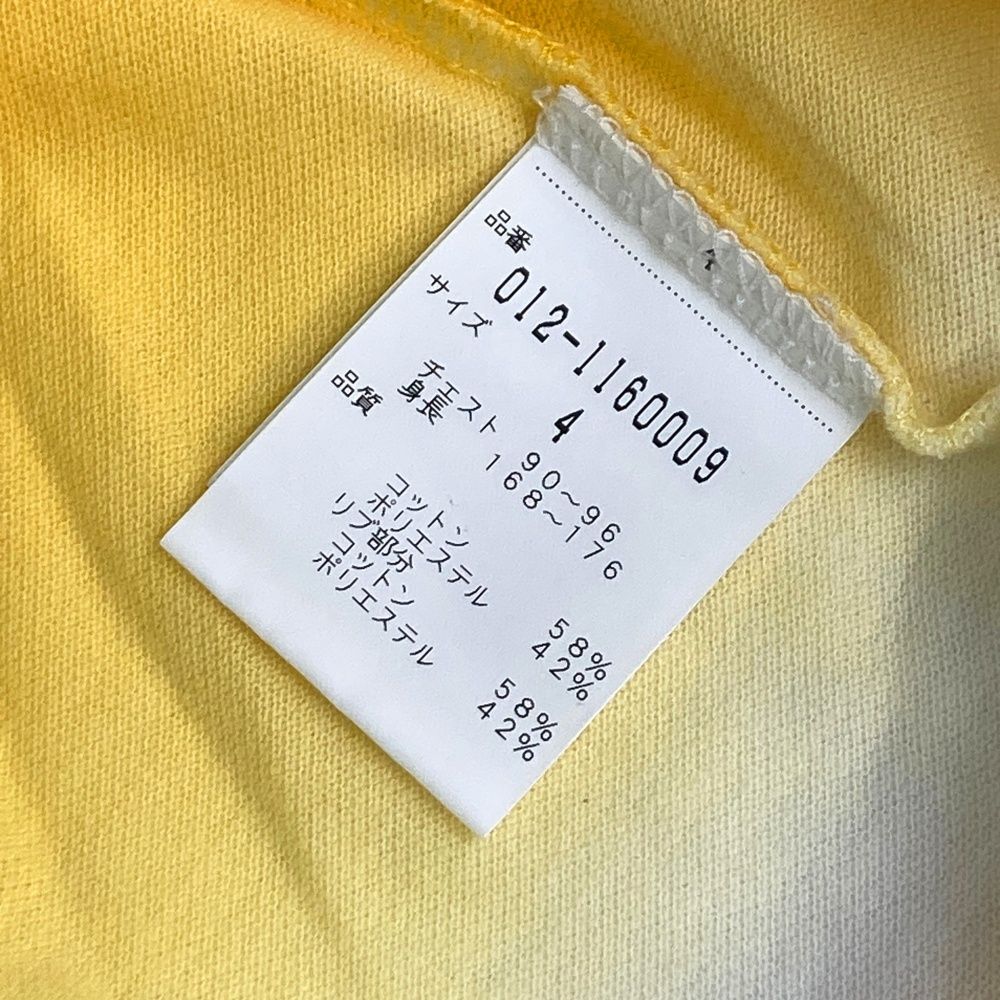 品番
012-1160009
サイズ 4
チェスト 90～96
身長 168～176
品質
コットン 58%
ポリエステル 42%
リブ部分
コットン 58%
ポリエステル 42%